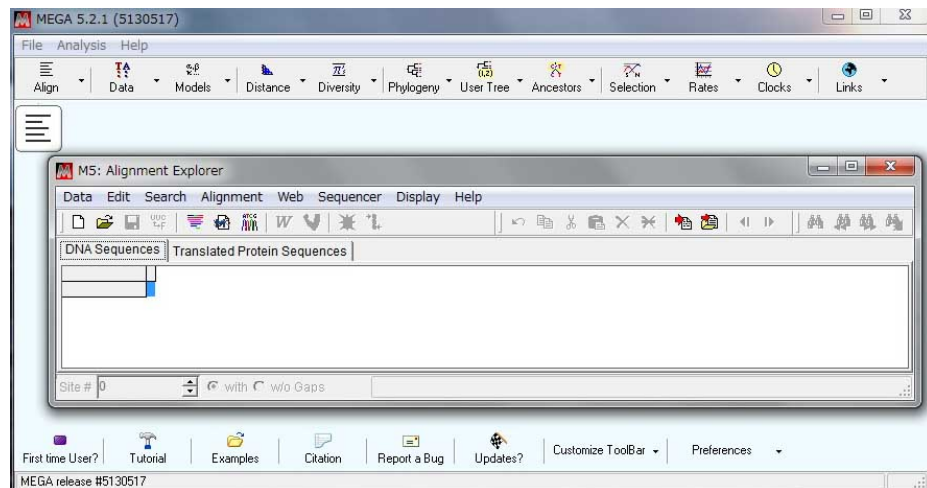 MEGA 5.2.1 (5130517)
File Analysis Help
Align Data Models Distance Diversity Phylogeny User Tree Ancestors Selection Rates Clocks Links
M5: Alignment Explorer
Data Edit Search Alignment Web Sequencer Display Help
W
DNA Sequences Translated Protein Sequences
Site # 0 with w/o Gaps
First time User? Tutorial Examples Citation Report a Bug Updates? Customize ToolBar Preferences
MEGA release #5130517